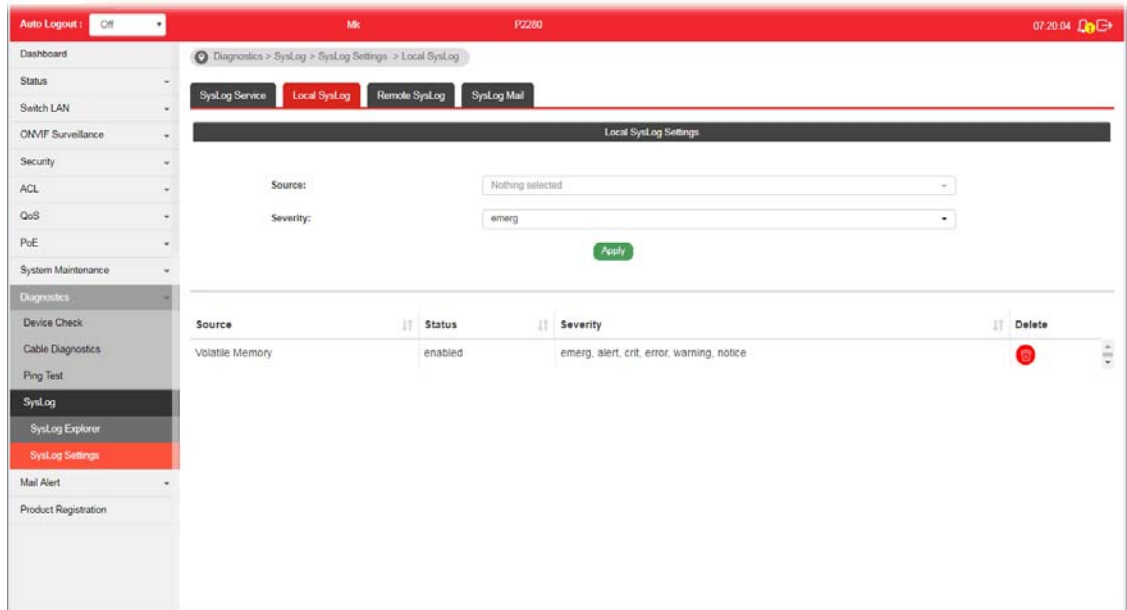 Auto Logout : Off Mk P2280 07:20:04
Dashboard
Status
Switch LAN
ONVIF Surveillance
Security
ACL
QoS
PoE
System Maintenance
Diagnostics
Device Check
Cable Diagnostics
Ping Test
SysLog
SysLog Explorer
SysLog Settings
Mail Alert
Product Registration
Diagnostics > SysLog > SysLog Settings > Local SysLog
SysLog Service Local SysLog Remote SysLog SysLog Mail
Local SysLog Settings
Source: Nothing selected
Severity: emerg
Apply
Source Status Severity Delete
Volatile Memory enabled emerg, alert, crit, error, warning, notice